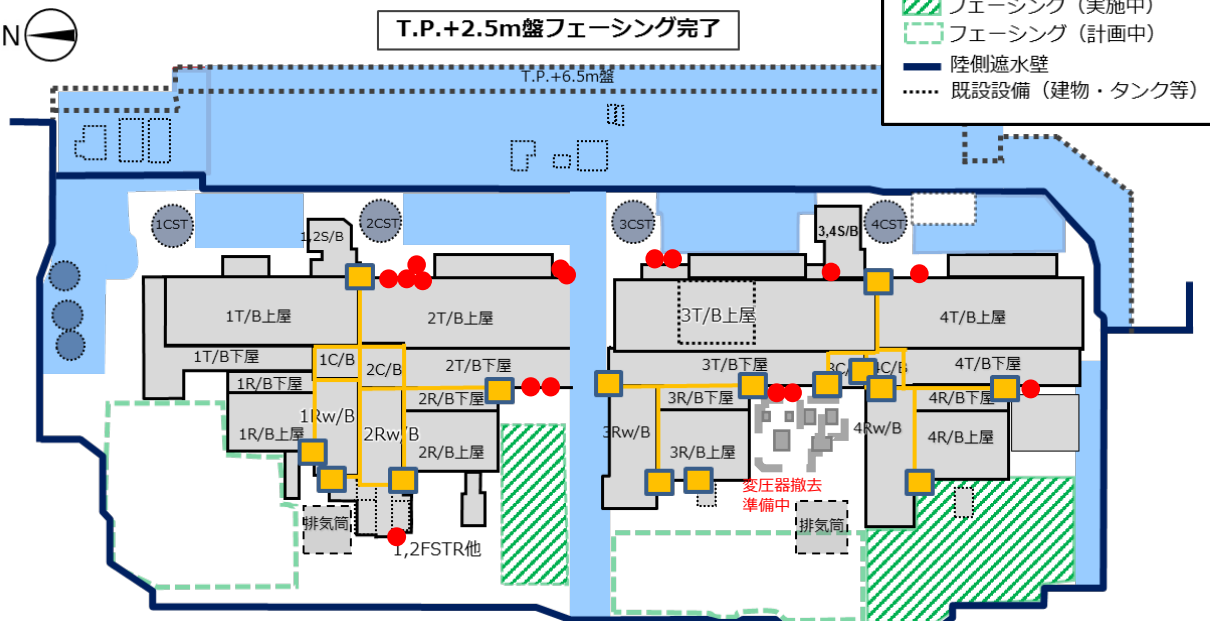 フェーシング（実施中）
N
T.P.+2.5m盤フェーシング完了
フェーシング（計画中）
陸側遮水壁
既設設備（建物・タンク等）
T.P.+6.5m盤
1CST
2CST
3CST
4CST
1,2S/B
3,4S/B
1T/B上屋
2T/B上屋
3T/B上屋
4T/B上屋
1T/B下屋
1C/B
2C/B
2T/B下屋
3T/B下屋
4C/B
4T/B下屋
1R/B下屋
2R/B下屋
3R/B下屋
4R/B下屋
1Rw/B
2Rw/B
3Rw/B
4Rw/B
1R/B上屋
2R/B上屋
3R/B上屋
4R/B上屋
変圧器撤去
準備中
排気筒
排気筒
1,2FSTR他